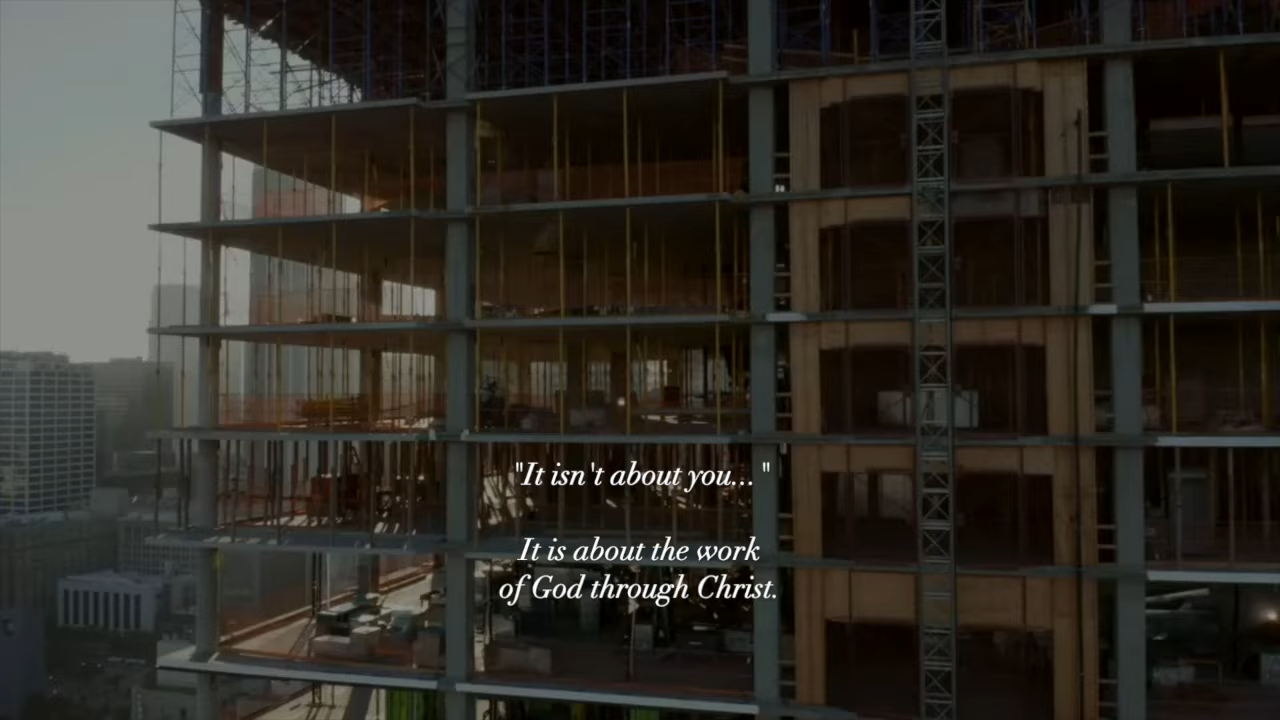 "It isn't about you... "
It is about the work
of God through Christ.